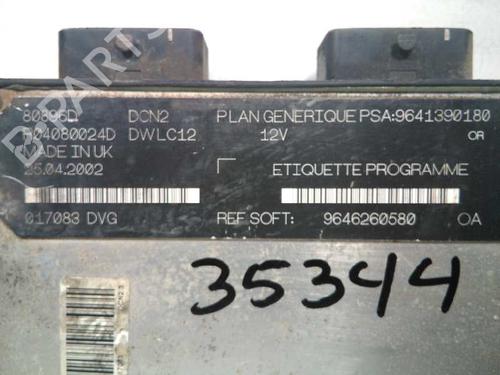 80896D DCN2 PLAN GENERIQUE PSA:9641390180
R04080024D DWLC12 12V OR
MADE IN UK
25.04.2002 ETIQUETTE PROGRAMME
017083 DVG REF SOFT: 9646260580 OA
35344